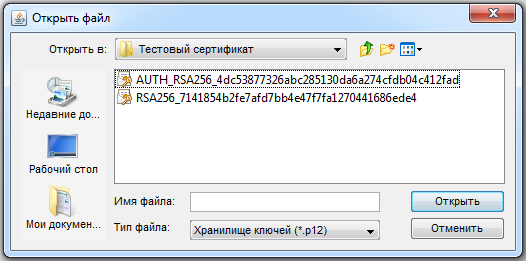 Открыть файл
Открыть в:
Тестовый сертификат
AUTH_RSA256_4dc53877326abc285130da6a274cfdb04c412fad
RSA256_7141854b2fe7afd7bb4e47f7fa1270441686ede4
Недавние до...
Рабочий стол
Мои докумен...
Имя файла:
Открыть
Тип файла:
Хранилище ключей (*.p12)
Отменить